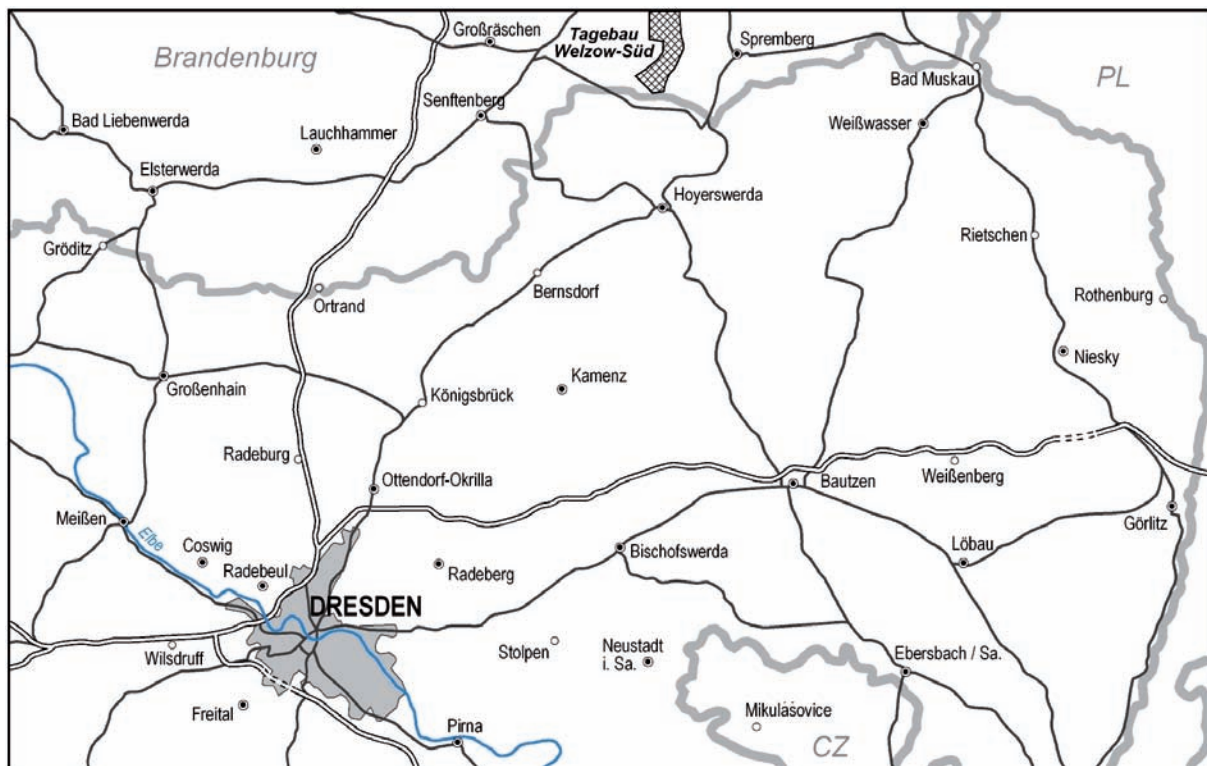 Großräschen
Tagebau
Welzow-Süd
Spremberg
Brandenburg
Bad Muskau
PL
Senftenberg
Bad Liebenwerda
Lauchhammer
Weißwasser
Elsterwerda
Hoyerswerda
Gröditz
Rietschen
Ortrand
Bernsdorf
Rothenburg
Niesky
Großenhain
Kamenz
Königsbrück
Radeburg
Ottendorf-Okrilla
Bautzen
Weißenberg
Meißen
Elbe
Görlitz
Coswig
Bischofswerda
Löbau
Radebeul
Radeberg
DRESDEN
Wilsdruff
Stolpen
Neustadt
i. Sa.
Ebersbach / Sa.
Freital
Mikulásovice
Pirna
CZ